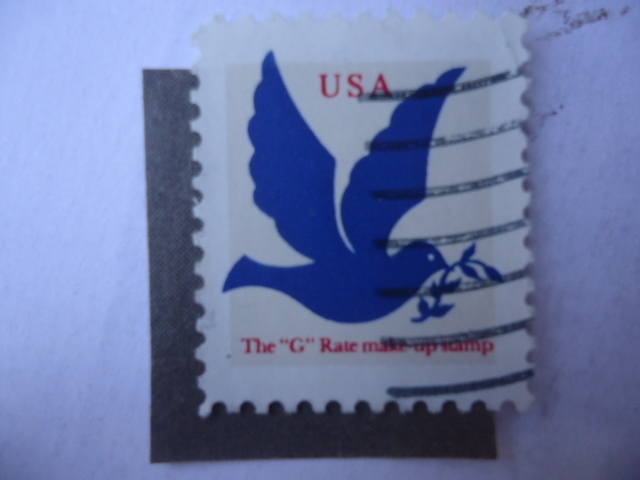 USA
The "G" Rate make-up stamp